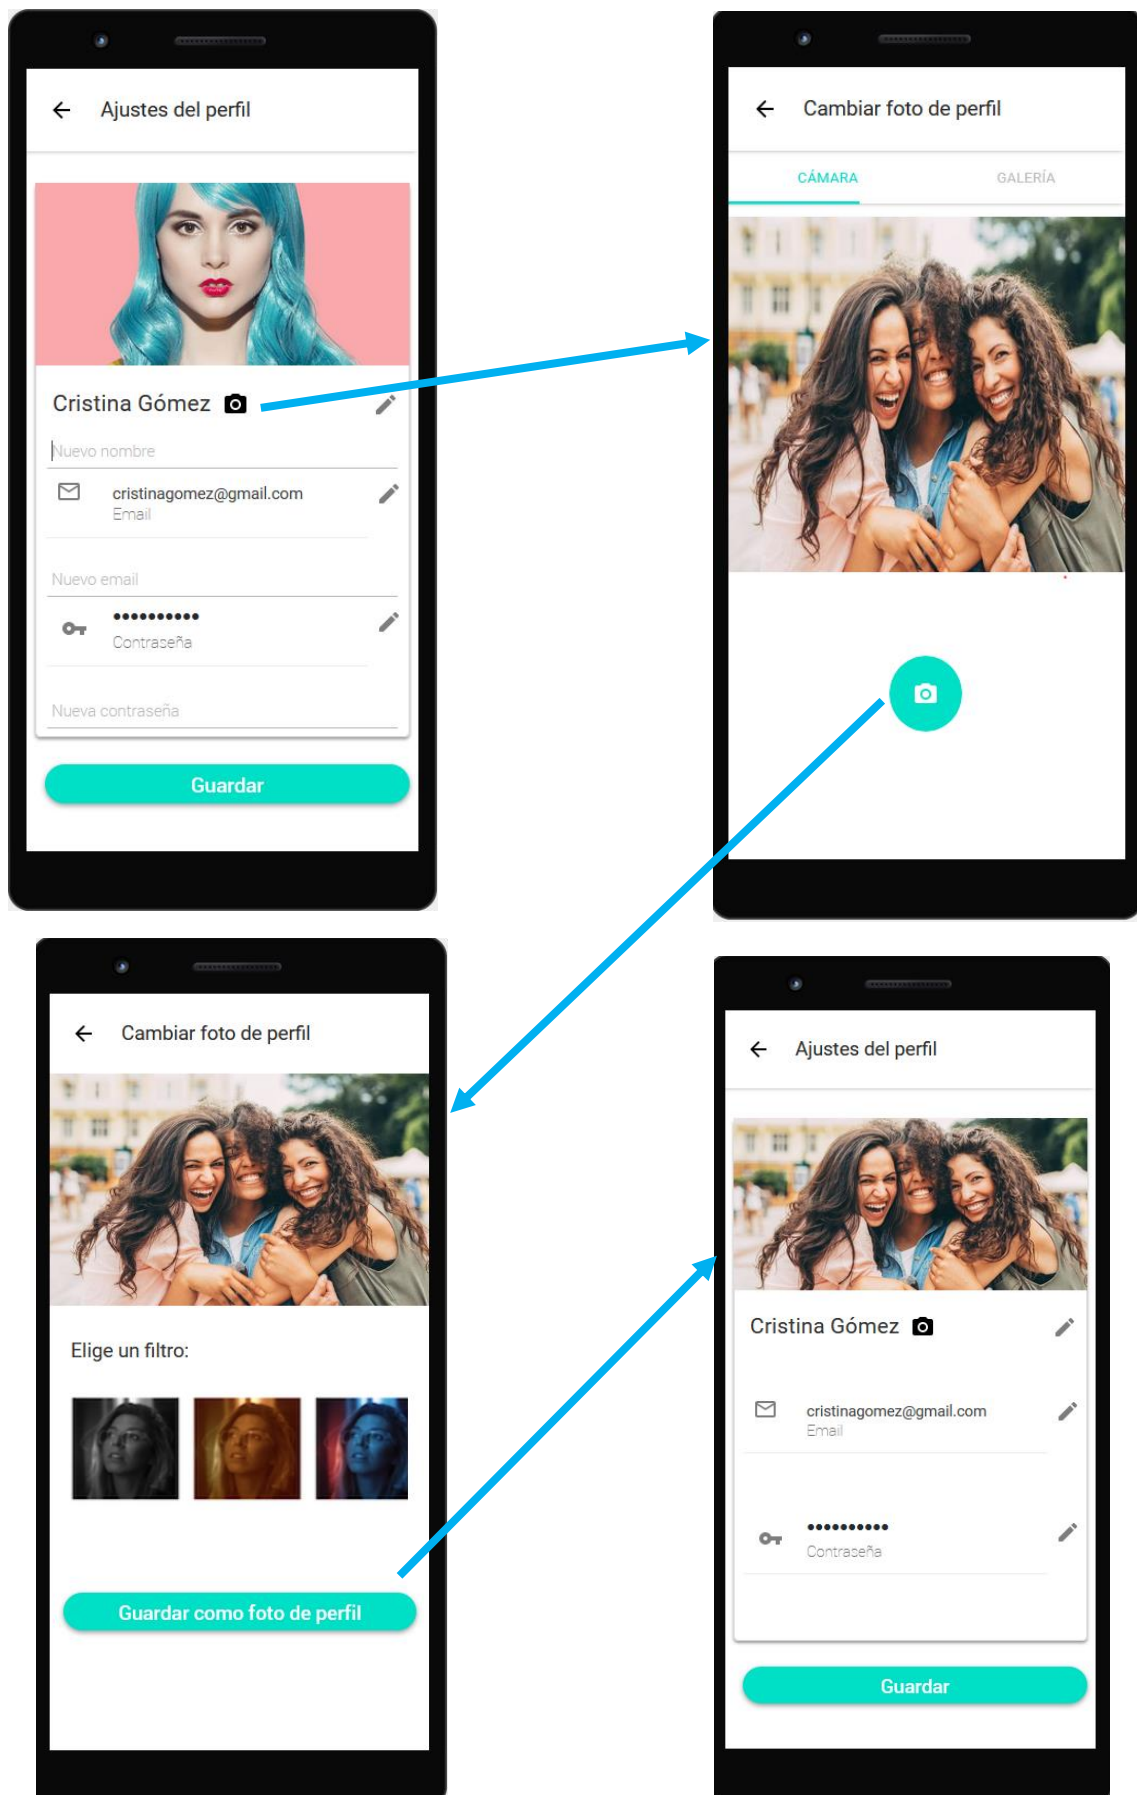 Ajustes del perfil
Cristina Gómez
Nuevo nombre
cristinagomez@gmail.com
Email
Nuevo email
••••••••••
Contraseña
Nueva contraseña
Guardar
Cambiar foto de perfil
CÁMARA
GALERÍA
Cambiar foto de perfil
Elige un filtro:
Guardar como foto de perfil
Ajustes del perfil
Cristina Gómez
cristinagomez@gmail.com
Email
••••••••••
Contraseña
Guardar